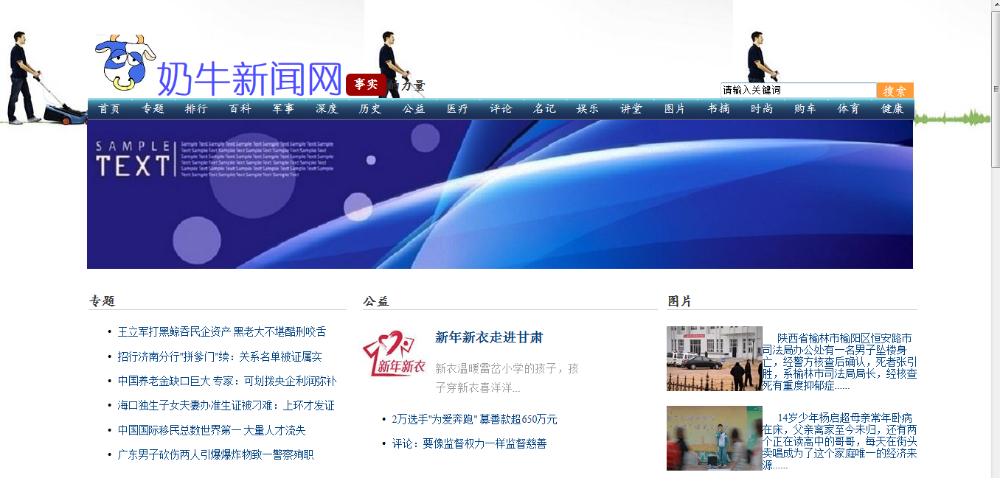 奶牛新闻网
事实 的力量
请输入关键词
搜索
首页 专题 排行 百科 军事 深度 历史 公益 医疗 评论 名记 娱乐 讲堂 图片 书摘 时尚 购车 体育 健康
SAMPLE
TEXT
Sample Text Sample Text Sample Text Sample Text Sample Text
专题
王立军打黑鲸吞民企资产 黑老大不堪酷刑咬舌
招行济南分行"拼爹门"续：关系名单被证属实
中国养老金缺口巨大 专家：可划拨央企利润弥补
海口独生子女夫妻办准生证被刁难：上环才发证
中国国际移民总数世界第一 大量人才流失
广东男子砍伤两人引爆爆炸物致一警察殉职
公益
新年新衣
新年新衣走进甘肃
新衣温暖雷岔小学的孩子，孩
子穿新衣喜洋洋...
2万选手"为爱奔跑" 募善款超650万元
评论：要像监督权力一样监督慈善
图片
陕西省榆林市榆阳区恒安路市
司法局办公处有一名男子坠楼身
亡，经警方核查后确认，死者张引
胜，系榆林市司法局局长，经核查
死有重度抑郁症......
14岁少年杨启超母亲常年卧病
在床，父亲离家至今未归，还有两
个正在读高中的哥哥，每天在街头
卖唱成为了这个家庭唯一的经济来
源......